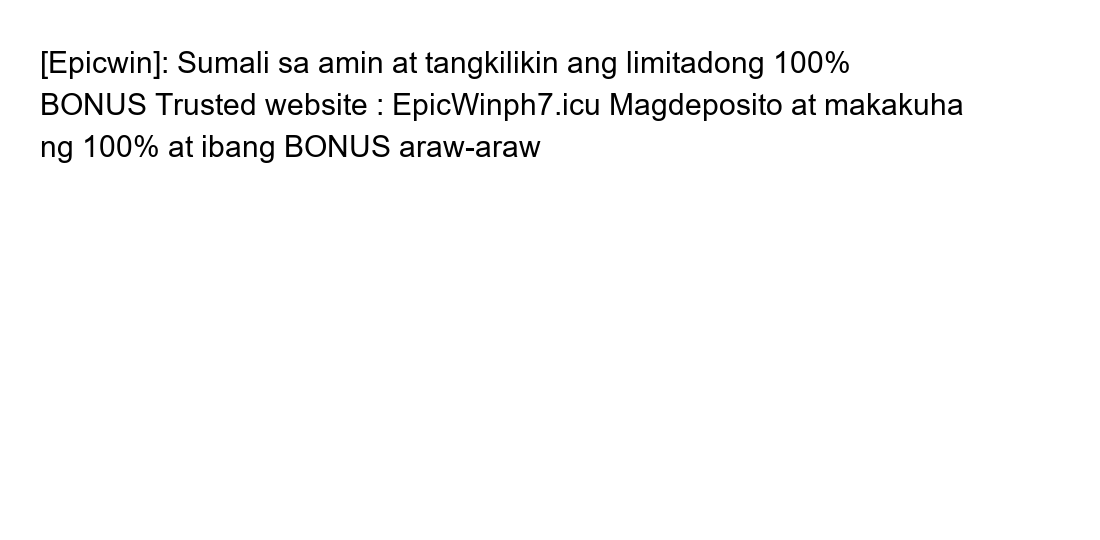 [Epicwin]: Sumali sa amin at tangkilikin ang limitadong 100%
BONUS Trusted website : EpicWinph7.icu Magdeposito at makakuha
ng 100% at ibang BONUS araw-araw